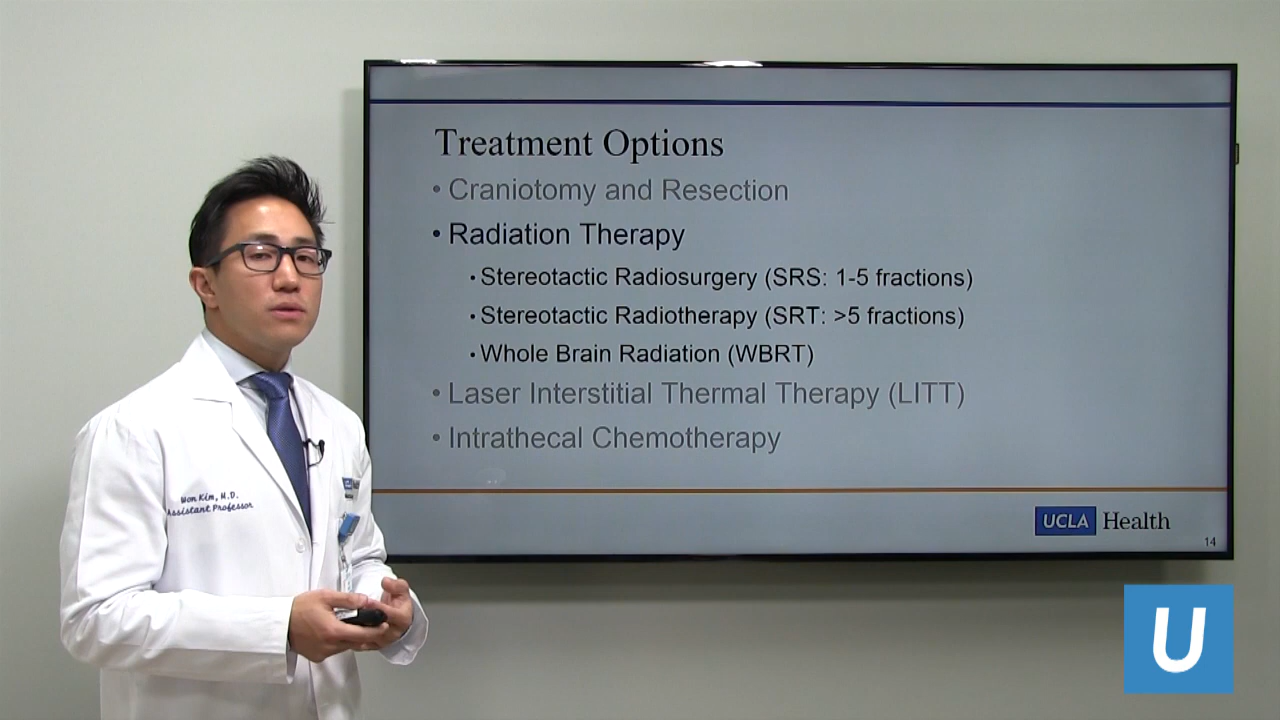 Treatment Options
• Craniotomy and Resection
• Radiation Therapy
• Stereotactic Radiosurgery (SRS: 1-5 fractions)
• Stereotactic Radiotherapy (SRT: >5 fractions)
• Whole Brain Radiation (WBRT)
• Laser Interstitial Thermal Therapy (LITT)
• Intrathecal Chemotherapy
UCLA Health
14
Won Kim, M.D.
Assistant Professor
UCLA
U